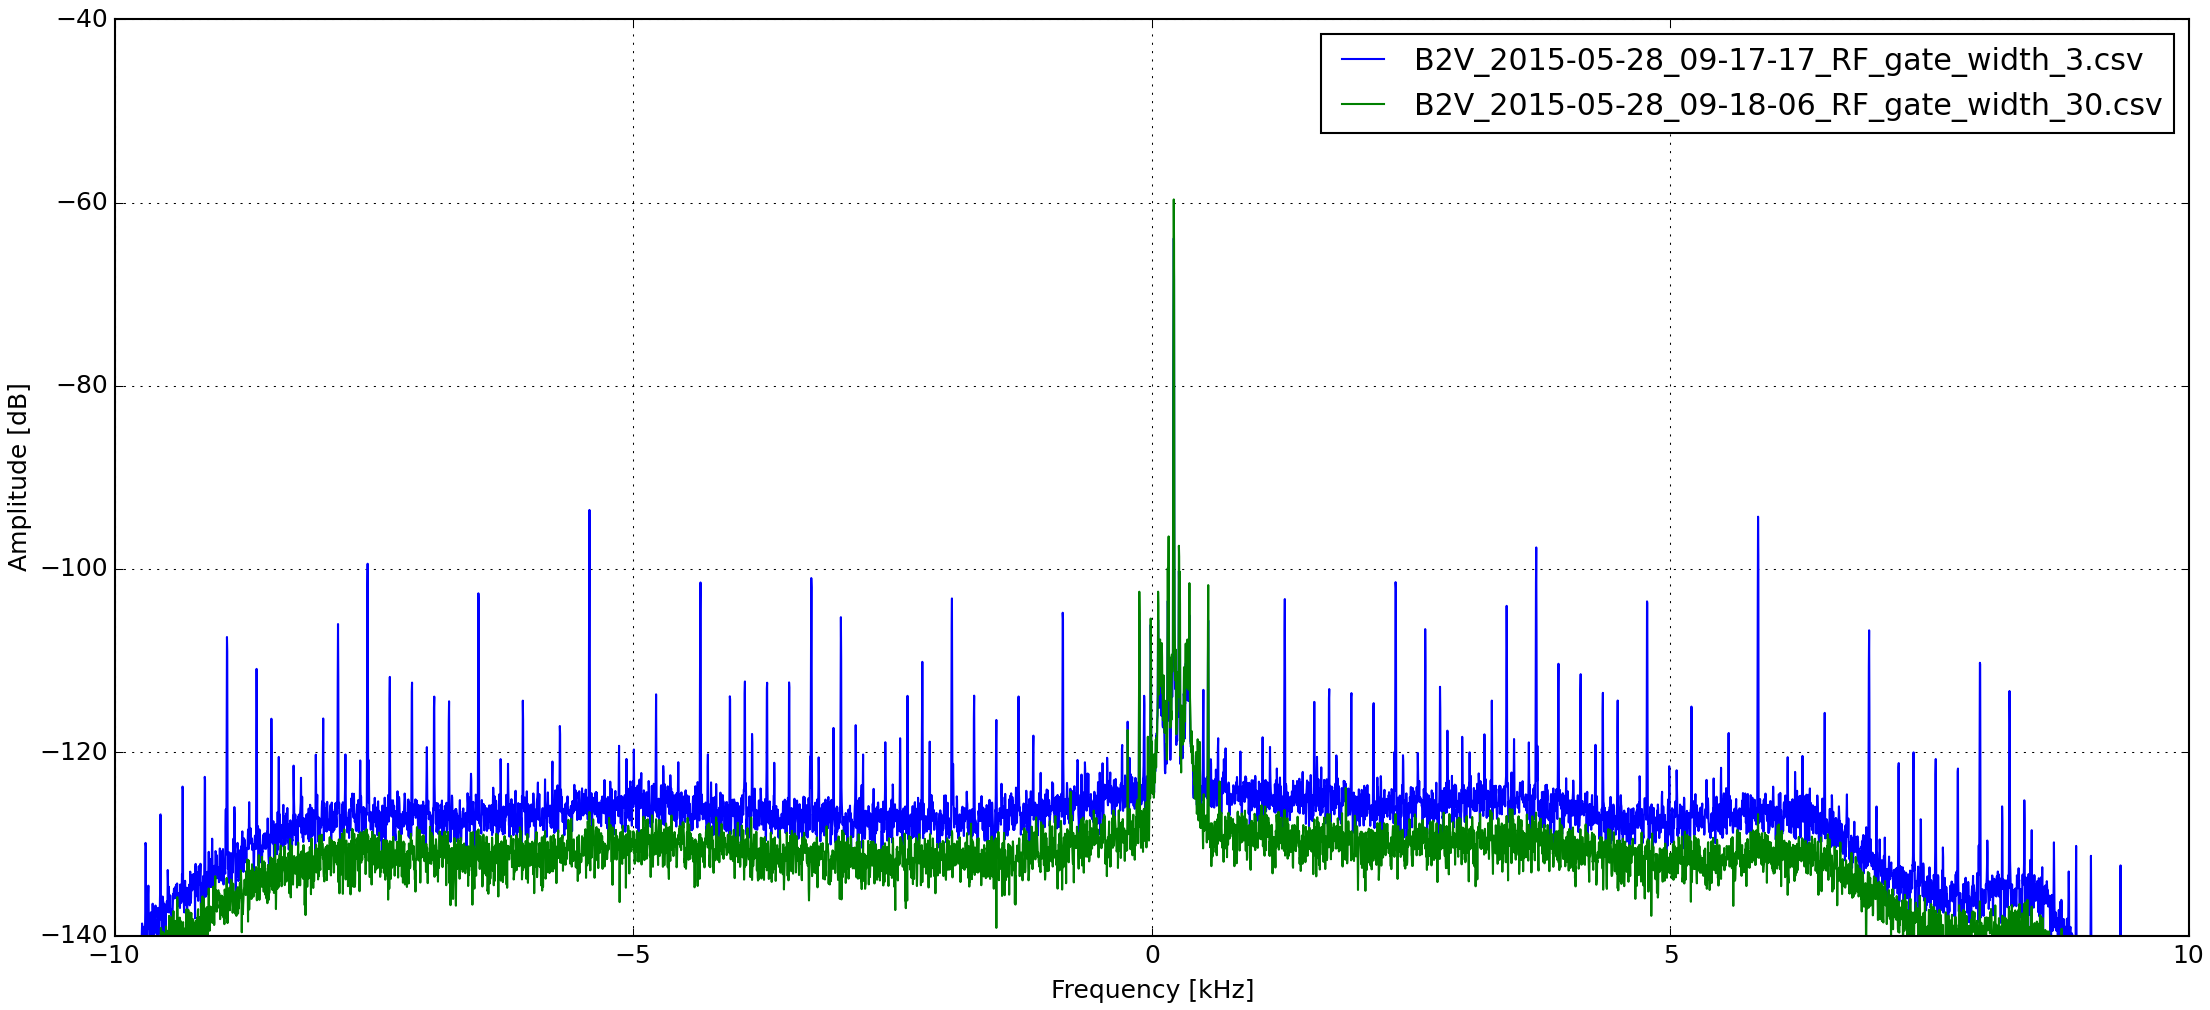 −40
B2V_2015-05-28_09-17-17_RF_gate_width_3.csv
B2V_2015-05-28_09-18-06_RF_gate_width_30.csv
−60
−80
Amplitude [dB]
−100
−120
−140
−10 −5 0 5 10
Frequency [kHz]